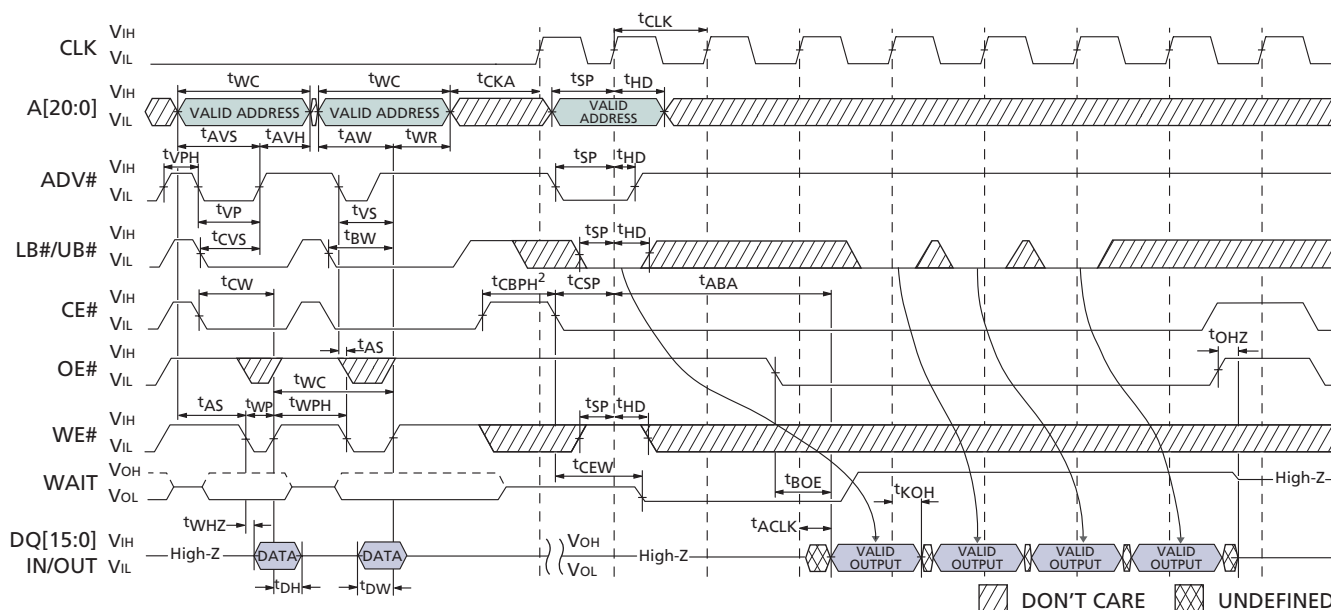 tCLK
VIH
CLK
VIL
tWC tWC tCKA tSP tHD
VIH
A[20:0] VALID ADDRESS VALID ADDRESS VALID ADDRESS
VIL
tAVS tAVH tAW tWR
tVPH tSP tHD
VIH
ADV#
VIL
tVP tVS
tCVS tBW tSP tHD
VIH
LB#/UB#
VIL
tCW tCBPH2 tCSP tABA
VIH
CE#
VIL
tAS tOHZ
VIH
OE#
VIL
tWC
tAS tWP tWPH tSP tHD
VIH
WE#
VIL
tCEW
VOH
WAIT High-Z
VOL
tBOE tKOH
tWHZ tACLK
DQ[15:0] VIH High-Z DATA DATA VOH High-Z VALID OUTPUT VALID OUTPUT VALID OUTPUT VALID OUTPUT
IN/OUT VIL VOL
tDH tDW
DON'T CARE UNDEFINED